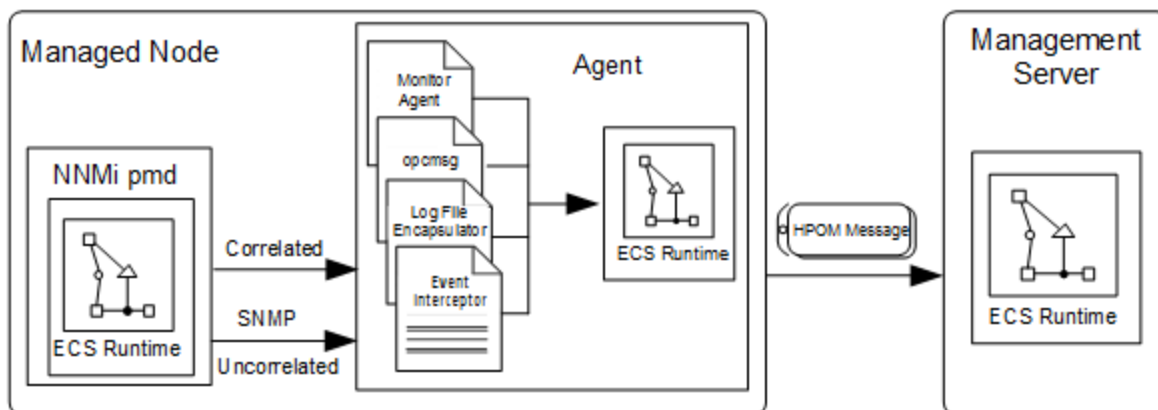 Managed Node
NNMi pmd
ECS Runtime
Correlated
SNMP
Uncorrelated
Agent
Monitor
Agent
opcmsg
Log File
Encapsulator
Event
Interceptor
ECS Runtime
HPOM Message
Management
Server
ECS Runtime